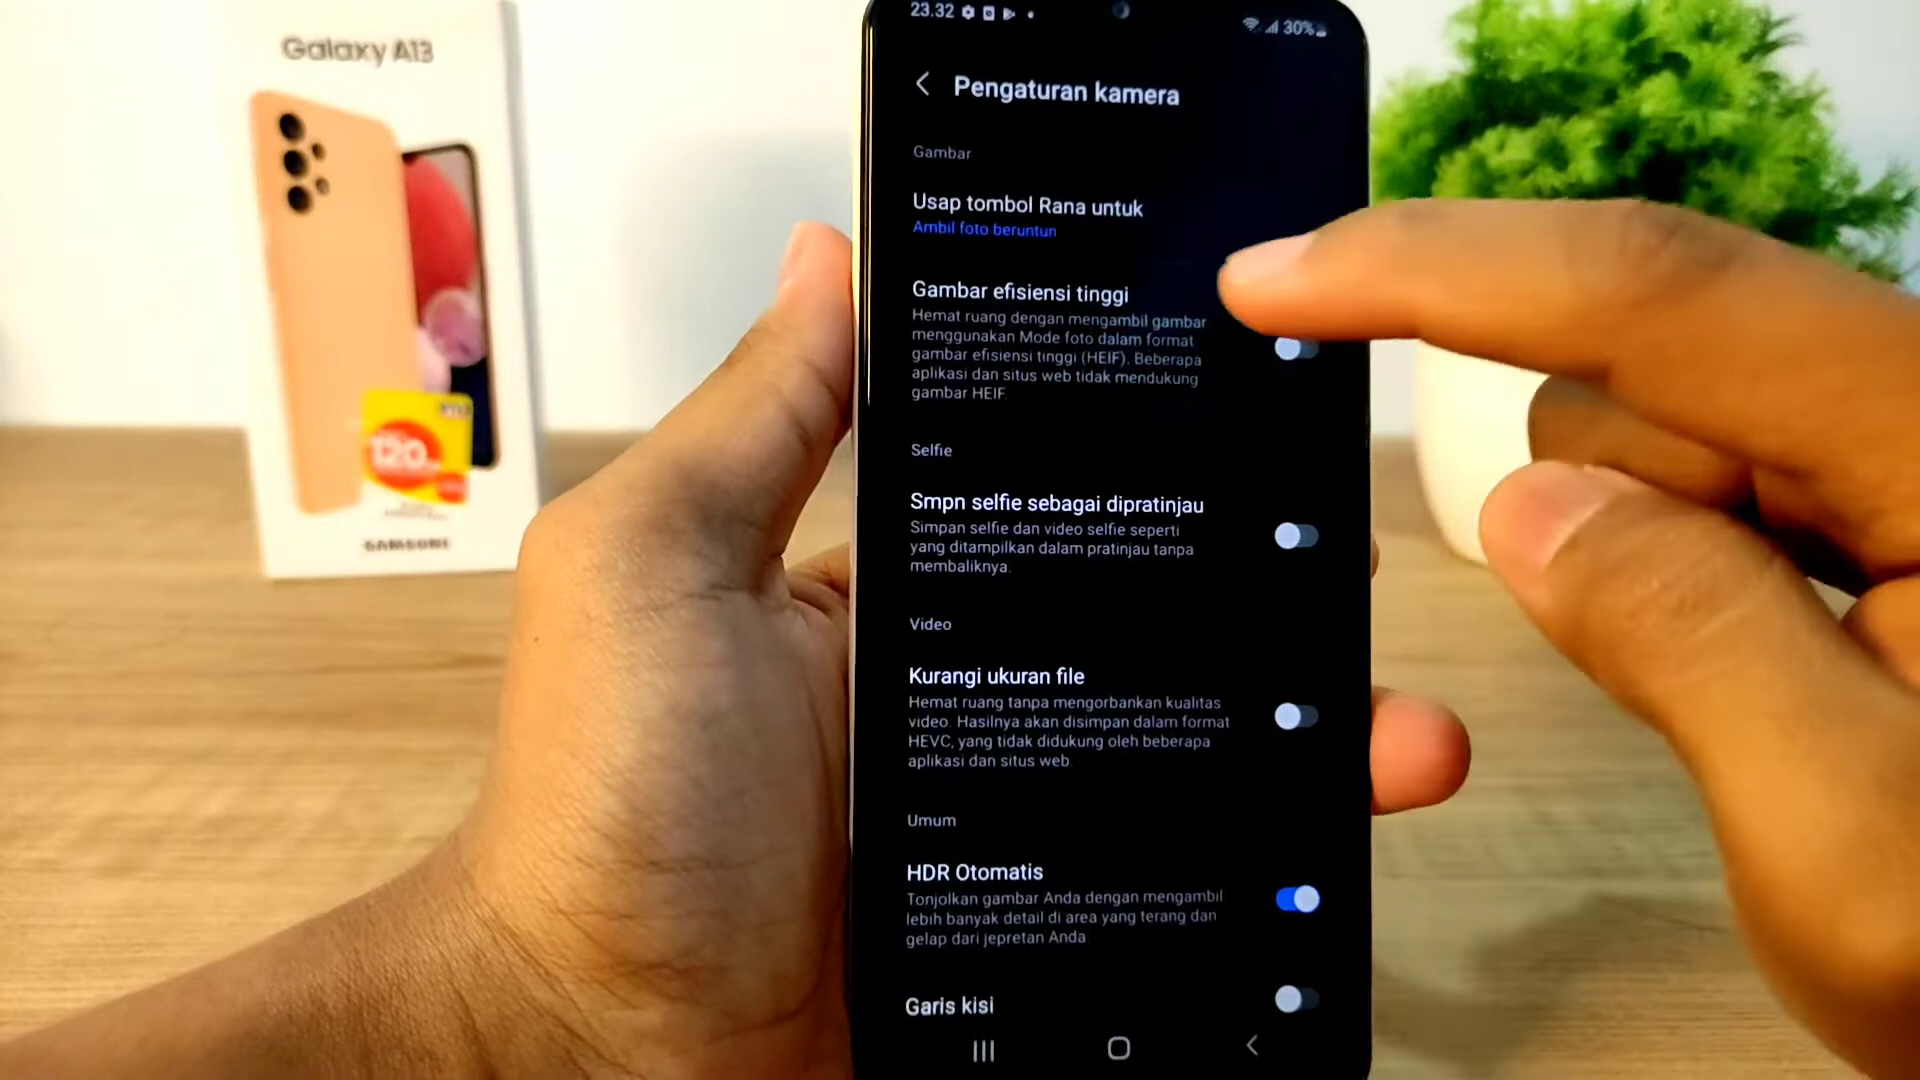 Galaxy A13
120
SAMSUNG
23.32
30%
Pengaturan kamera
Gambar
Usap tombol Rana untuk
Ambil foto beruntun
Gambar efisiensi tinggi
Hemat ruang dengan mengambil gambar
menggunakan Mode foto dalam format
gambar efisiensi tinggi (HEIF). Beberapa
aplikasi dan situs web tidak mendukung
gambar HEIF.
Selfie
Smpn selfie sebagai dipratinjau
Simpan selfie dan video selfie seperti
yang ditampilkan dalam pratinjau tanpa
membaliknya.
Video
Kurangi ukuran file
Hemat ruang tanpa mengorbankan kualitas
video. Hasilnya akan disimpan dalam format
HEVC, yang tidak didukung oleh beberapa
aplikasi dan situs web.
Umum
HDR Otomatis
Tonjolkan gambar Anda dengan mengambil
lebih banyak detail di area yang terang dan
gelap dari jepretan Anda.
Garis kisi